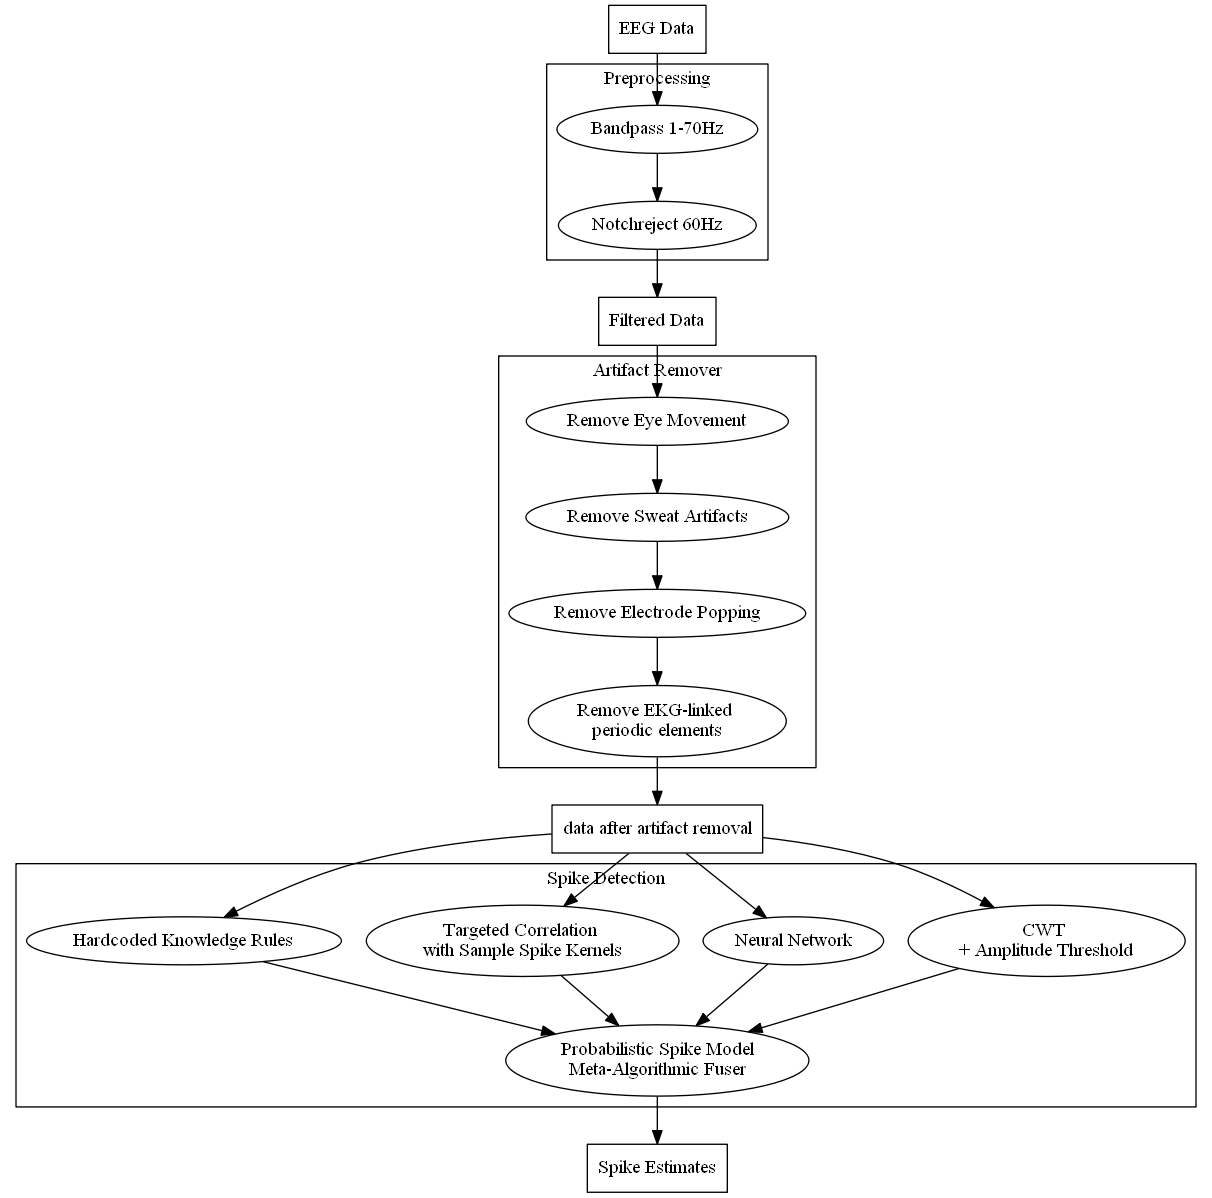 EEG Data
Preprocessing
Bandpass 1-70Hz
Notchreject 60Hz
Filtered Data
Artifact Remover
Remove Eye Movement
Remove Sweat Artifacts
Remove Electrode Popping
Remove EKG-linked
periodic elements
data after artifact removal
Spike Detection
Hardcoded Knowledge Rules
Targeted Correlation
with Sample Spike Kernels
Neural Network
CWT
+ Amplitude Threshold
Probabilistic Spike Model
Meta-Algorithmic Fuser
Spike Estimates